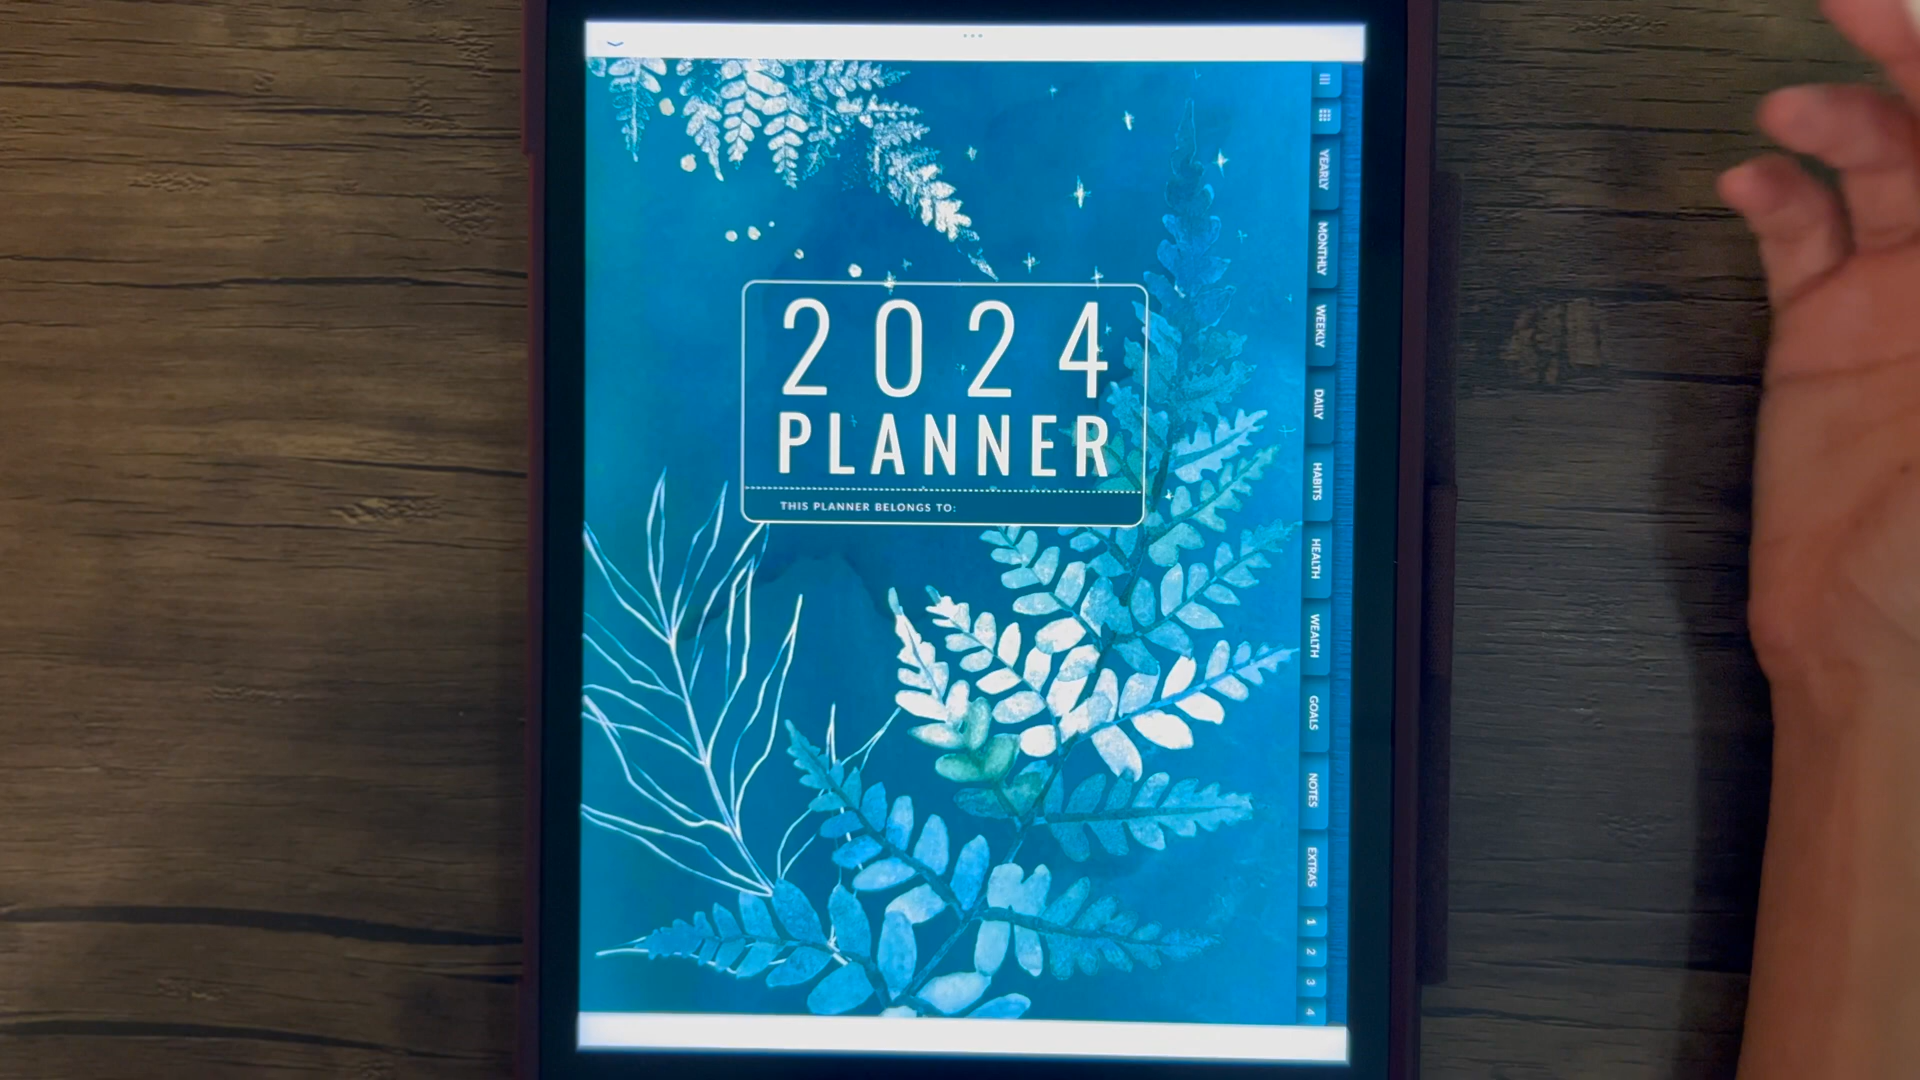 2024
PLANNER
THIS PLANNER BELONGS TO:
YEARLY
MONTHLY
WEEKLY
DAILY
HABITS
HEALTH
WEALTH
GOALS
NOTES
EXTRAS
1
2
3
4